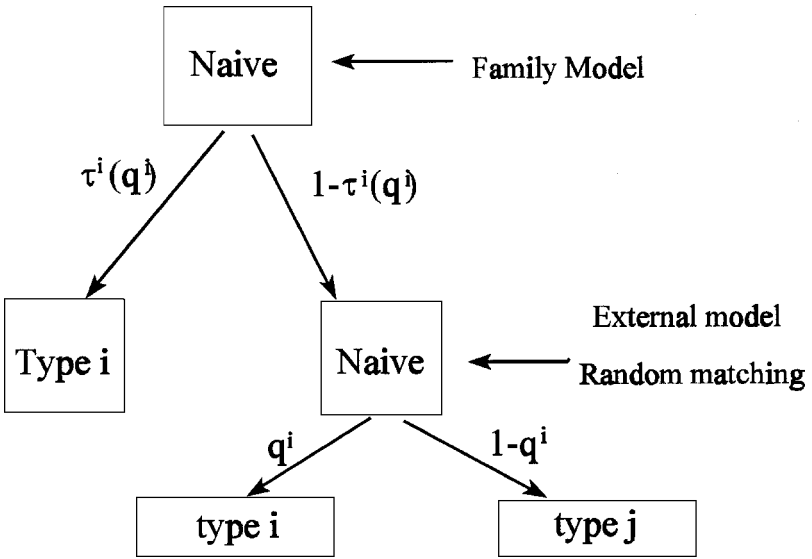 Naive
Family Model
τⁱ(qⁱ)
1-τⁱ(qⁱ)
Type i
Naive
External model
Random matching
qⁱ
1-qⁱ
type i
type j